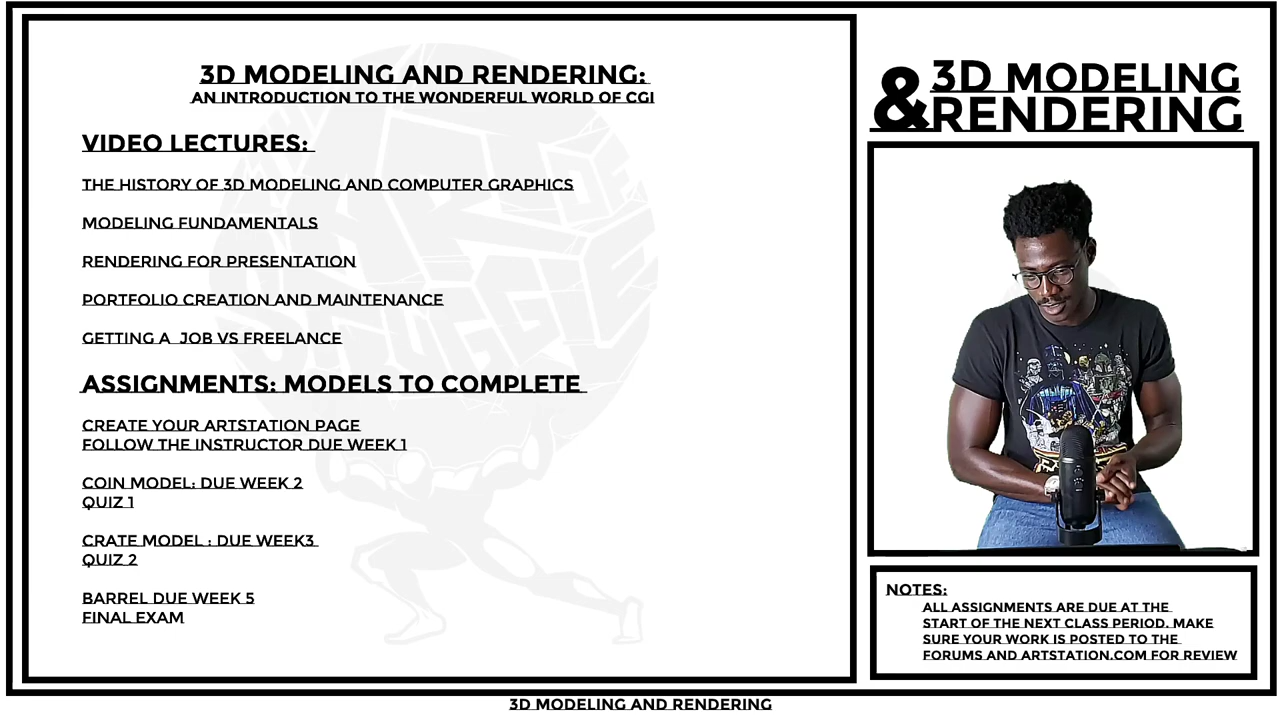 3D MODELING AND RENDERING:
AN INTRODUCTION TO THE WONDERFUL WORLD OF CGI
VIDEO LECTURES:
THE HISTORY OF 3D MODELING AND COMPUTER GRAPHICS
MODELING FUNDAMENTALS
RENDERING FOR PRESENTATION
PORTFOLIO CREATION AND MAINTENANCE
GETTING A  JOB VS FREELANCE
ASSIGNMENTS: MODELS TO COMPLETE
CREATE YOUR ARTSTATION PAGE
FOLLOW THE INSTRUCTOR DUE WEEK 1
COIN MODEL: DUE WEEK 2
QUIZ 1
CRATE MODEL : DUE WEEK3
QUIZ 2
BARREL DUE WEEK 5
FINAL EXAM
& 3D MODELING
RENDERING
NOTES:
ALL ASSIGNMENTS ARE DUE AT THE
START OF THE NEXT CLASS PERIOD. MAKE
SURE YOUR WORK IS POSTED TO THE
FORUMS AND ARTSTATION.COM FOR REVIEW
3D MODELING AND RENDERING